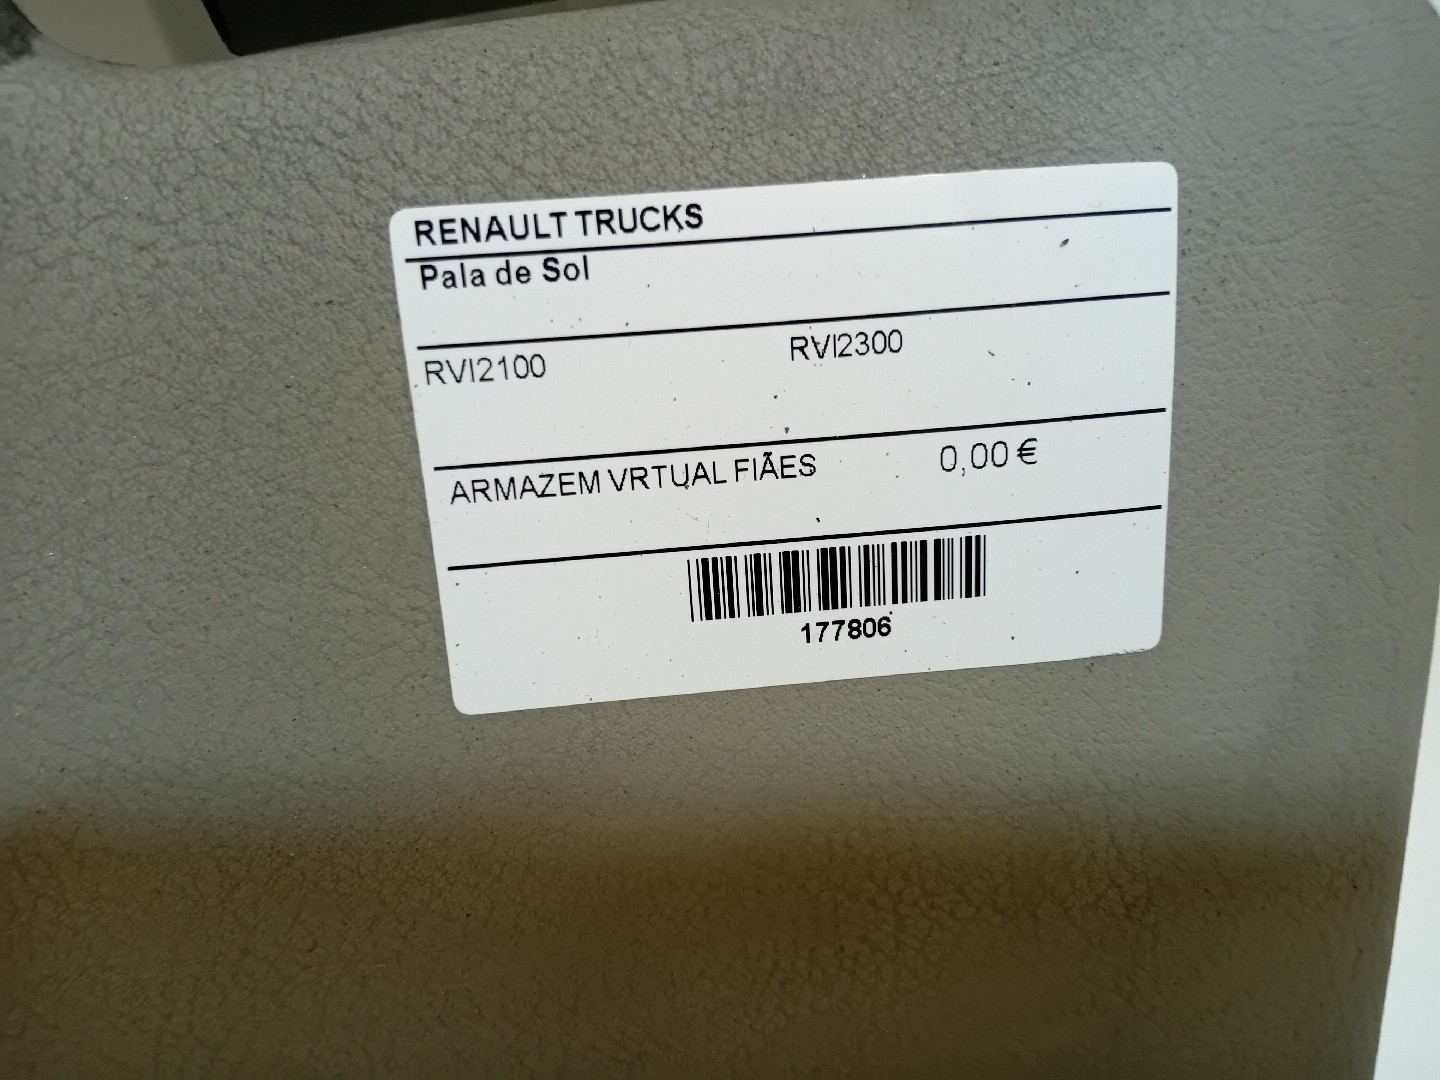 RENAULT TRUCKS
Pala de Sol
RVI2100 RVI2300
ARMAZEM VRTUAL FIÃES 0,00 €
177806